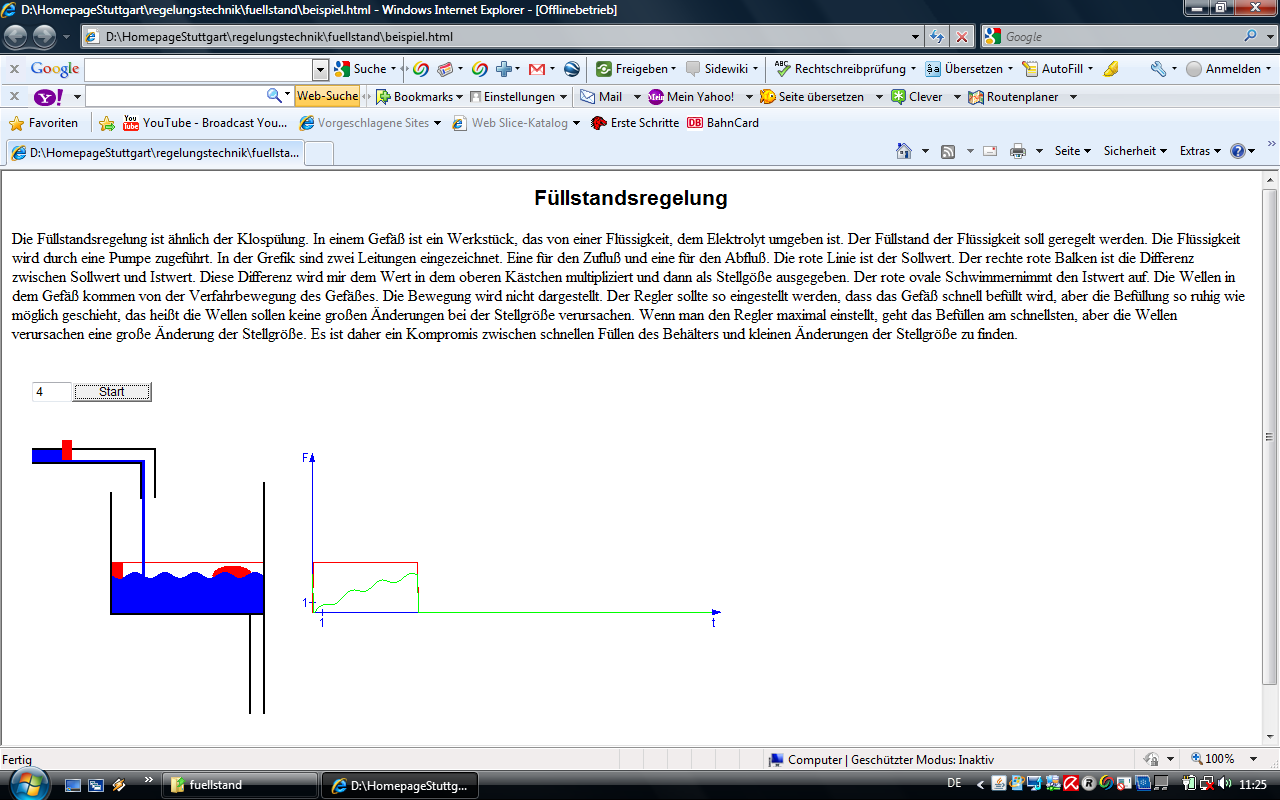 D:\HomepageStuttgart\regelungstechnik\fuellstand\beispiel.html - Windows Internet Explorer - [Offlinebetrieb]
D:\HomepageStuttgart\regelungstechnik\fuellstand\beispiel.html
Google
x Google Suche Freigeben Sidewiki ABC Rechtschreibprüfung Übersetzen AutoFill Anmelden
x Y! Web-Suche Bookmarks Einstellungen Mail Mein Yahoo! Seite übersetzen Clever Routenplaner
Favoriten YouTube - Broadcast You... Vorgeschlagene Sites Web Slice-Katalog Erste Schritte DB BahnCard
D:\HomepageStuttgart\regelungstechnik\fuellsta... Seite Sicherheit Extras
Füllstandsregelung
Die Füllstandsregelung ist ähnlich der Klospülung. In einem Gefäß ist ein Werkstück, das von einer Flüssigkeit, dem Elektrolyt umgeben ist. Der Füllstand der Flüssigkeit soll geregelt werden. Die Flüssigkeit
wird durch eine Pumpe zugeführt. In der Grefik sind zwei Leitungen eingezeichnet. Eine für den Zufluß und eine für den Abfluß. Die rote Linie ist der Sollwert. Der rechte rote Balken ist die Differenz
zwischen Sollwert und Istwert. Diese Differenz wird mir dem Wert in dem oberen Kästchen multipliziert und dann als Stellgöße ausgegeben. Der rote ovale Schwimmernimmt den Istwert auf. Die Wellen in
dem Gefäß kommen von der Verfahrbewegung des Gefäßes. Die Bewegung wird nicht dargestellt. Der Regler sollte so eingestellt werden, dass das Gefäß schnell befüllt wird, aber die Befüllung so ruhig wie
möglich geschieht, das heißt die Wellen sollen keine großen Änderungen bei der Stellgröße verursachen. Wenn man den Regler maximal einstellt, geht das Befüllen am schnellsten, aber die Wellen
verursachen eine große Änderung der Stellgröße. Es ist daher ein Kompromis zwischen schnellen Füllen des Behälters und kleinen Änderungen der Stellgröße zu finden.
4 Start
F
1
1
t
Fertig Computer | Geschützter Modus: Inaktiv 100%
fuellstand D:\HomepageStuttg... DE 11:25